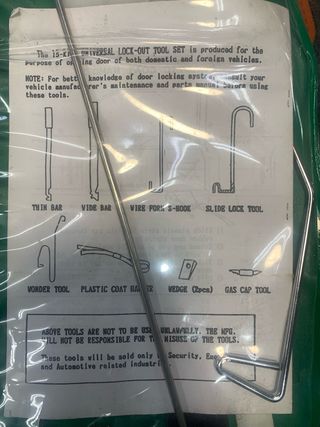 The 15-Kit UNIVERSAL LOCK-OUT TOOL SET is produced for the
purpose of opening door of both domestic and foreign vehicles.
NOTE: For better knowledge of door locking system, consult your
vehicle manufacturer's maintenance and parts manual before using
these tools.
THIN BAR WIDE BAR WIRE FORM S-HOOK SLIDE LOCK TOOL
WONDER TOOL PLASTIC COAT HANGER WEDGE (2pcs) GAS CAP TOOL
ABOVE TOOLS ARE NOT TO BE USED UNLAWFULLY. THE MFG.
WILL NOT BE RESPONSIBLE FOR THE MISUSE OF THE TOOLS.
These tools will be sold only to Security,
and Automotive related industries.